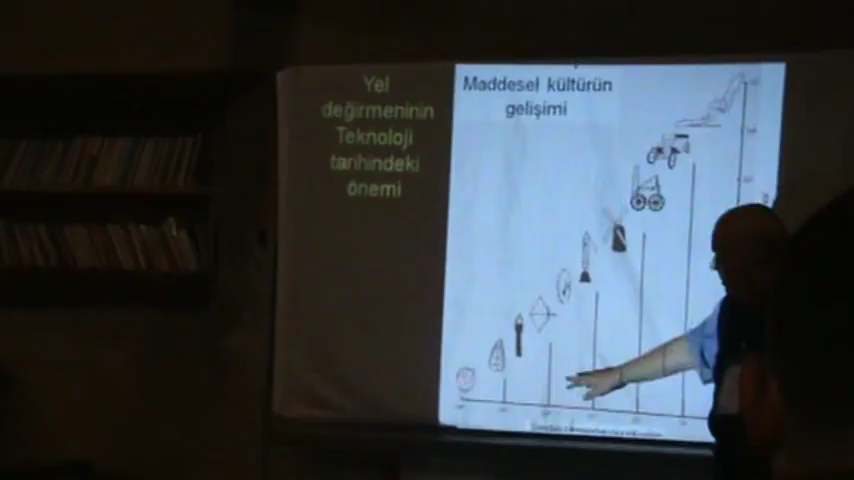 Yel
değirmeninin
Teknoloji
tarihindeki
önemi
Maddesel kültürün
gelişimi